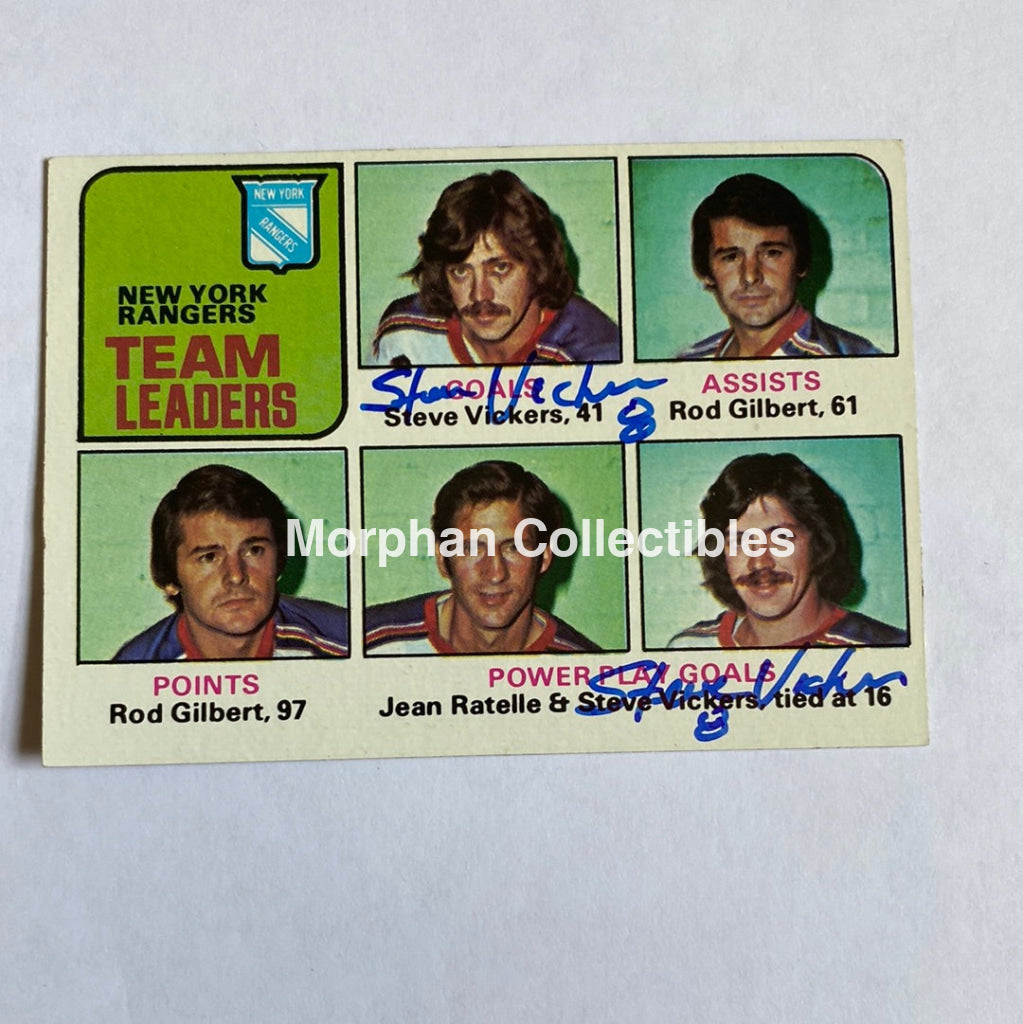 NEW YORK
RANGERS
NEW YORK
RANGERS
TEAM
LEADERS
GOALS
Steve Vickers, 41
Steve Vickers
8
ASSISTS
Rod Gilbert, 61
Morphan Collectibles
POINTS
Rod Gilbert, 97
POWER PLAY GOALS
Jean Ratelle & Steve Vickers, tied at 16
Steve Vickers
8